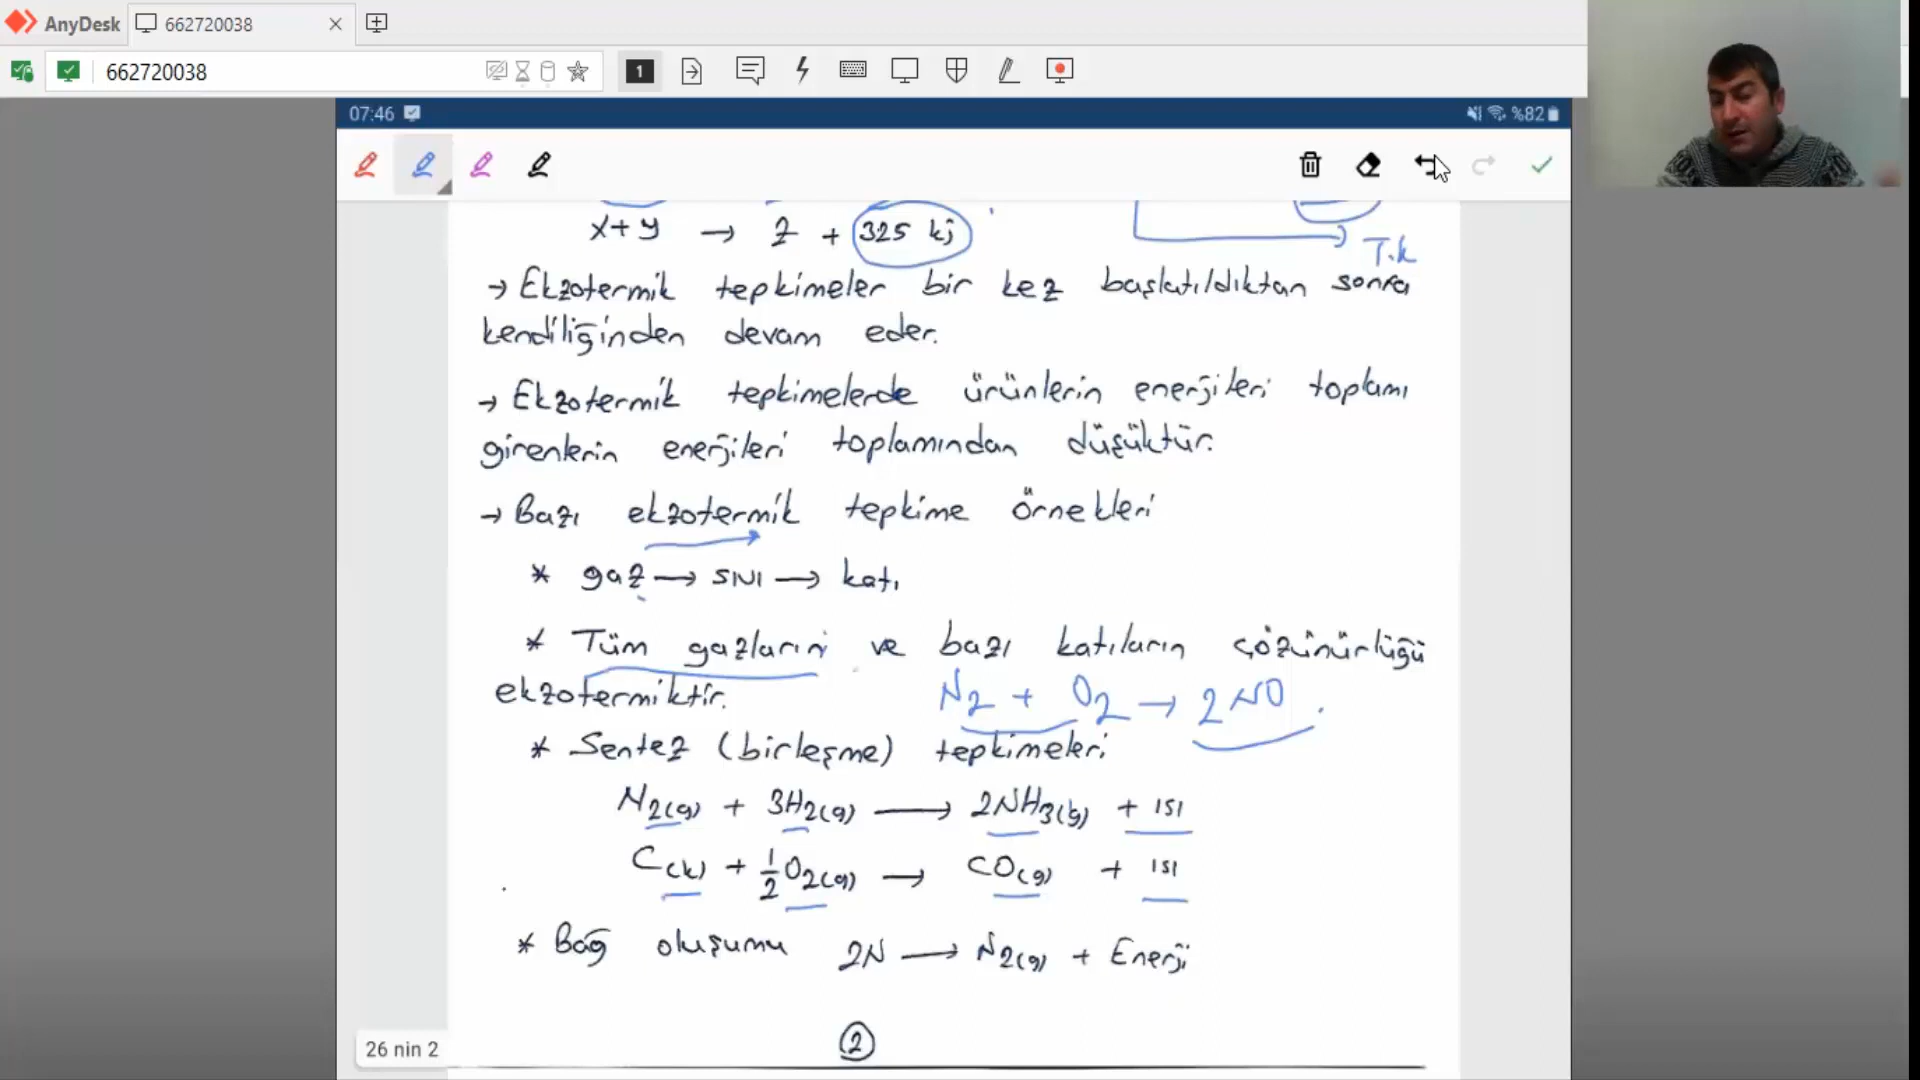 AnyDesk 662720038
662720038 1
07:46 %82
x+y → z + 325 kj
T.k
→ Ekzotermik tepkimeler bir kez başlatıldıktan sonra
kendiliğinden devam eder.
→ Ekzotermik tepkimelerde ürünlerin enerjileri toplamı
girenlerin enerjileri toplamından düşüktür.
→ Bazı ekzotermik tepkime örnekleri
* gaz → sıvı → katı
* Tüm gazların ve bazı katıların çözünürlüğü
ekzotermiktir. N2 + O2 → 2NO
* Sentez (birleşme) tepkimeleri
N2(g) + 3H2(g) → 2NH3(g) + ısı
C(k) + 1/2 O2(g) → CO(g) + ısı
* Bağ oluşumu 2N → N2(g) + Enerji
26 nin 2
2